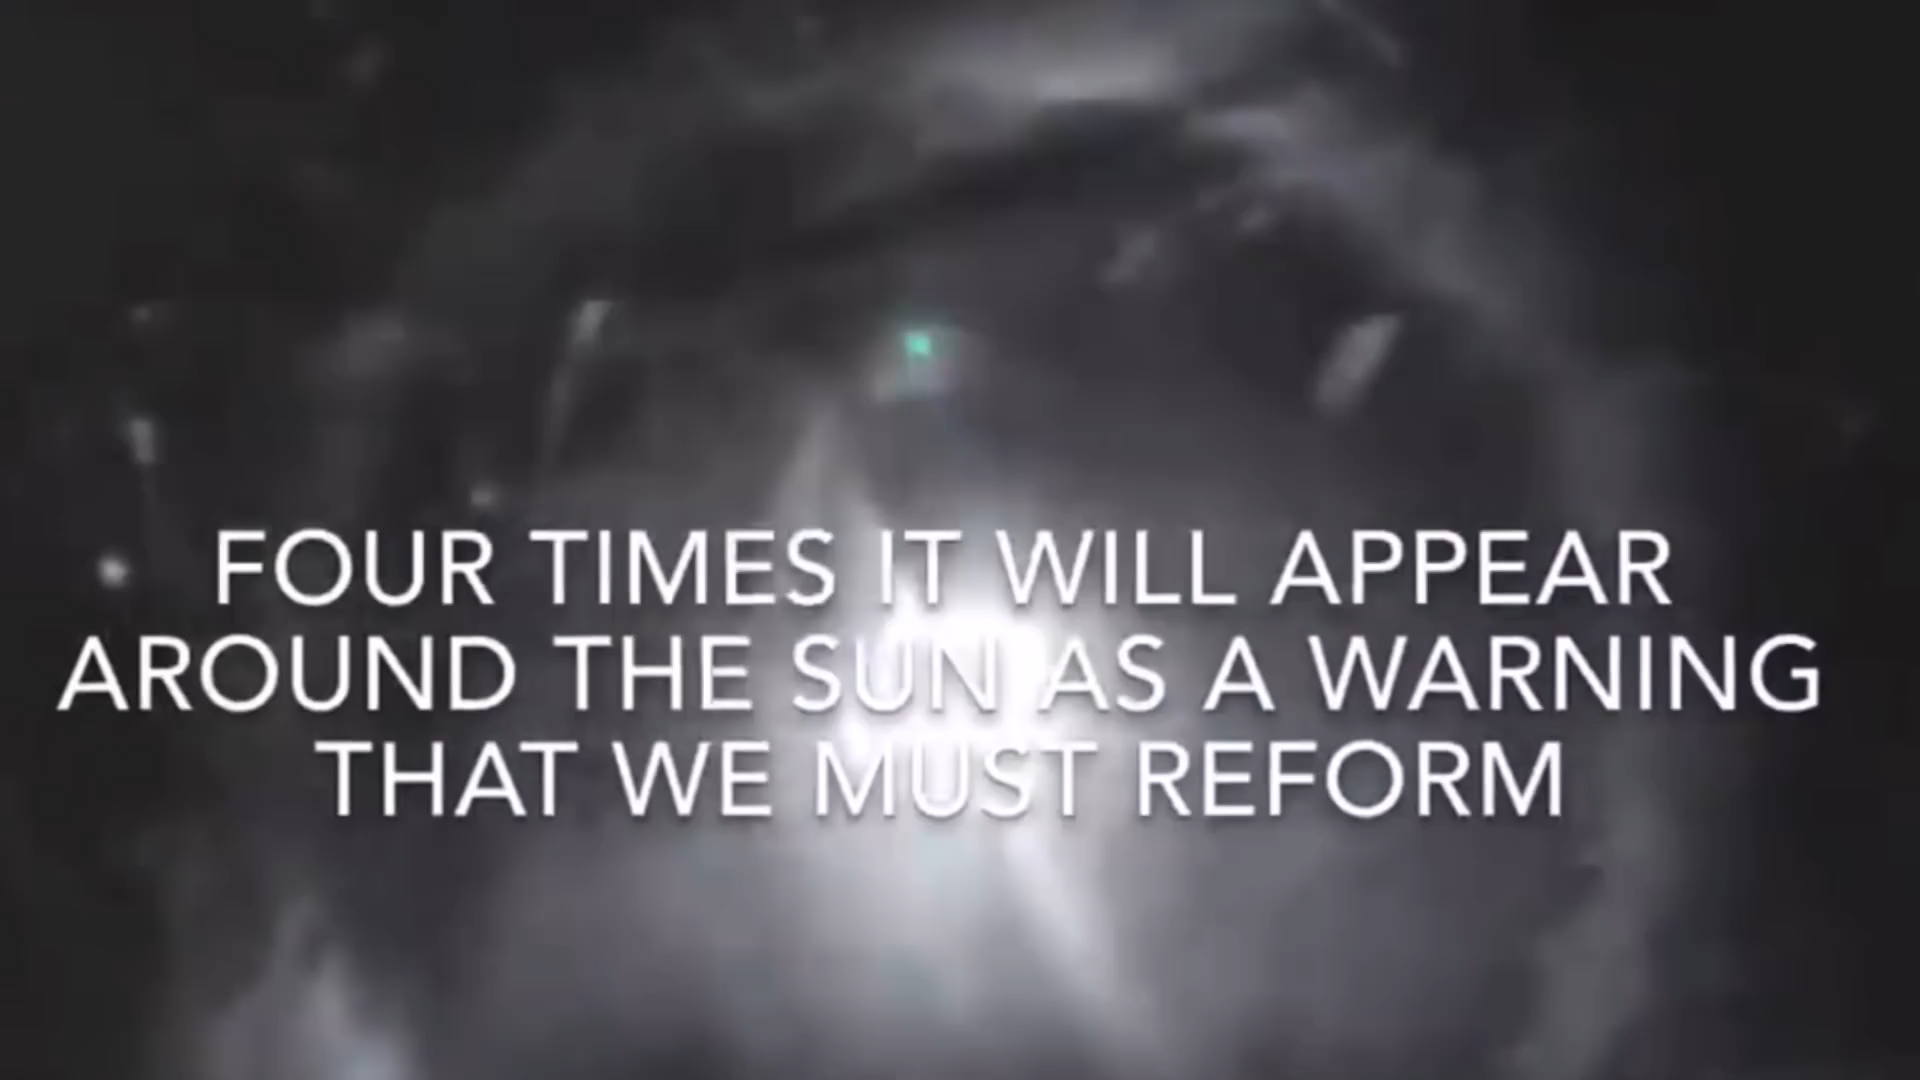 FOUR TIMES IT WILL APPEAR
AROUND THE SUN AS A WARNING
THAT WE MUST REFORM